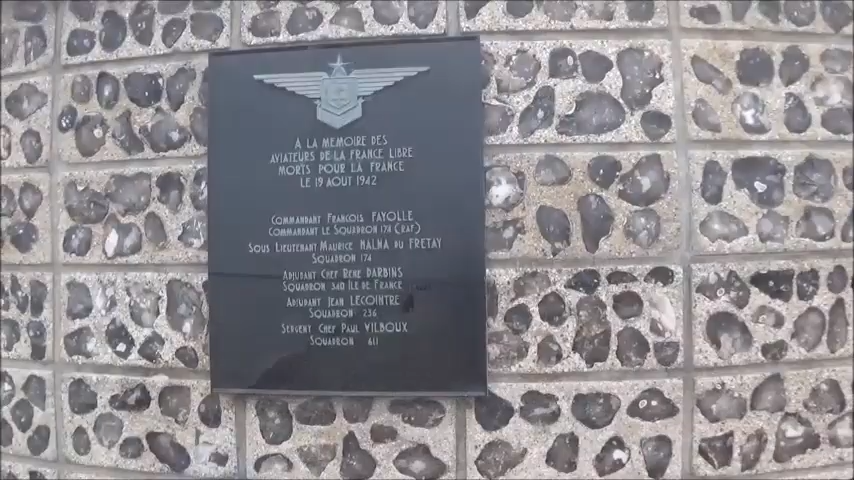 A LA MEMOIRE DES
AVIATEURS DE LA FRANCE LIBRE
MORTS POUR LA FRANCE
LE 19 AOUT 1942
COMMANDANT FRANCOIS FAYOLLE
COMMANDANT LE SQUADRON 174 (RAF)
SOUS LIEUTENANT MAURICE HALNA DU FRETAY
SQUADRON 174
ADJUDANT CHEF RENE DARBINS
SQUADRON 340 ILE DE FRANCE
ADJUDANT JEAN LECOINTRE
SQUADRON 236
SERGENT CHEF PAUL VILBOUX
SQUADRON 611